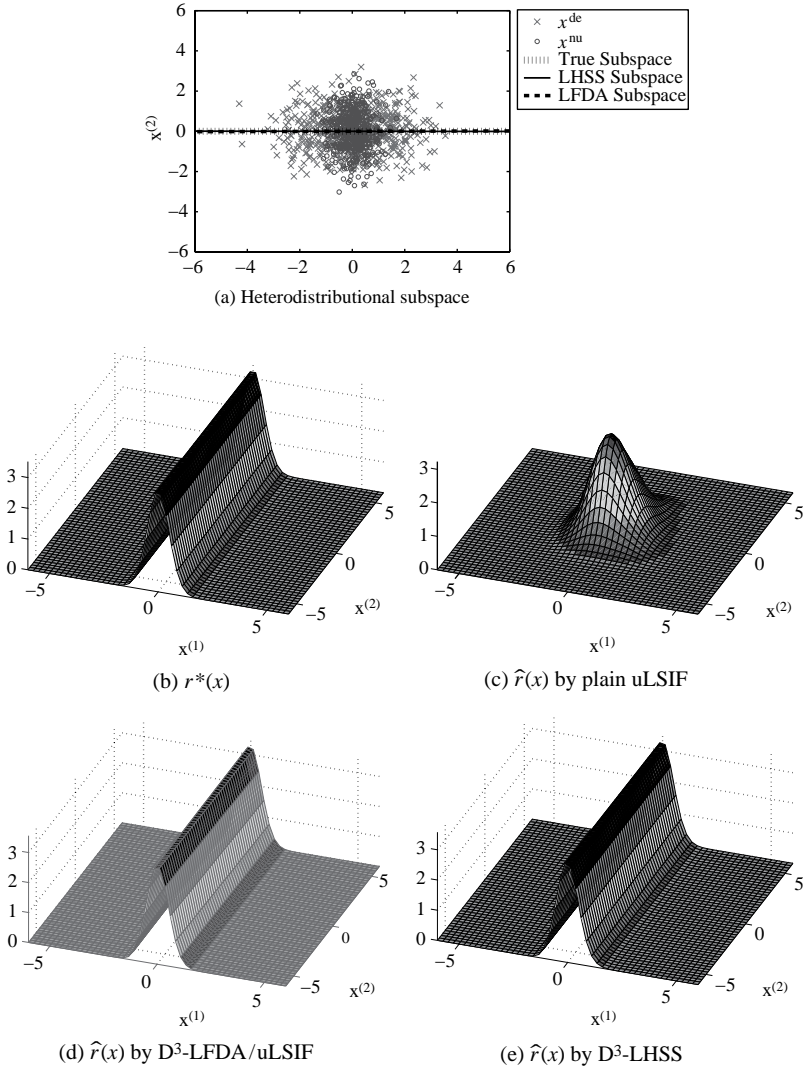 6
4
2
0
−2
−4
−6
x(2)
−6 −4 −2 0 2 4 6
x^de
x^nu
True Subspace
LHSS Subspace
LFDA Subspace
(a) Heterodistributional subspace
3
2
1
0
−5
0
5
x(1)
−5
0
5
x(2)
(b) r*(x)
3
2
1
0
−5
0
5
x(1)
−5
0
5
x(2)
(c) r̂(x) by plain uLSIF
3
2
1
0
−5
0
5
x(1)
−5
0
5
x(2)
(d) r̂(x) by D³-LFDA/uLSIF
3
2
1
0
−5
0
5
x(1)
−5
0
5
x(2)
(e) r̂(x) by D³-LHSS